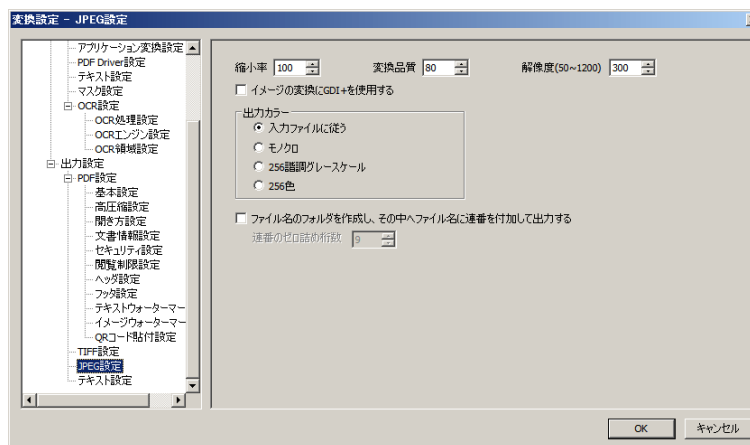 変換設定 - JPEG設定
アプリケーション変換設定
PDF Driver設定
テキスト設定
マスク設定
OCR設定
OCR処理設定
OCRエンジン設定
OCR領域設定
出力設定
PDF設定
基本設定
高圧縮設定
開き方設定
文書情報設定
セキュリティ設定
閲覧制限設定
ヘッダ設定
フッタ設定
テキストウォーターマー
イメージウォーターマー
QRコード貼付設定
TIFF設定
JPEG設定
テキスト設定
縮小率 100 変換品質 80 解像度(50~1200) 300
イメージの変換にGDI+を使用する
出力カラー
入力ファイルに従う
モノクロ
256諧調グレースケール
256色
ファイル名のフォルダを作成し、その中へファイル名に連番を付加して出力する
連番のゼロ詰め桁数 9
OK キャンセル